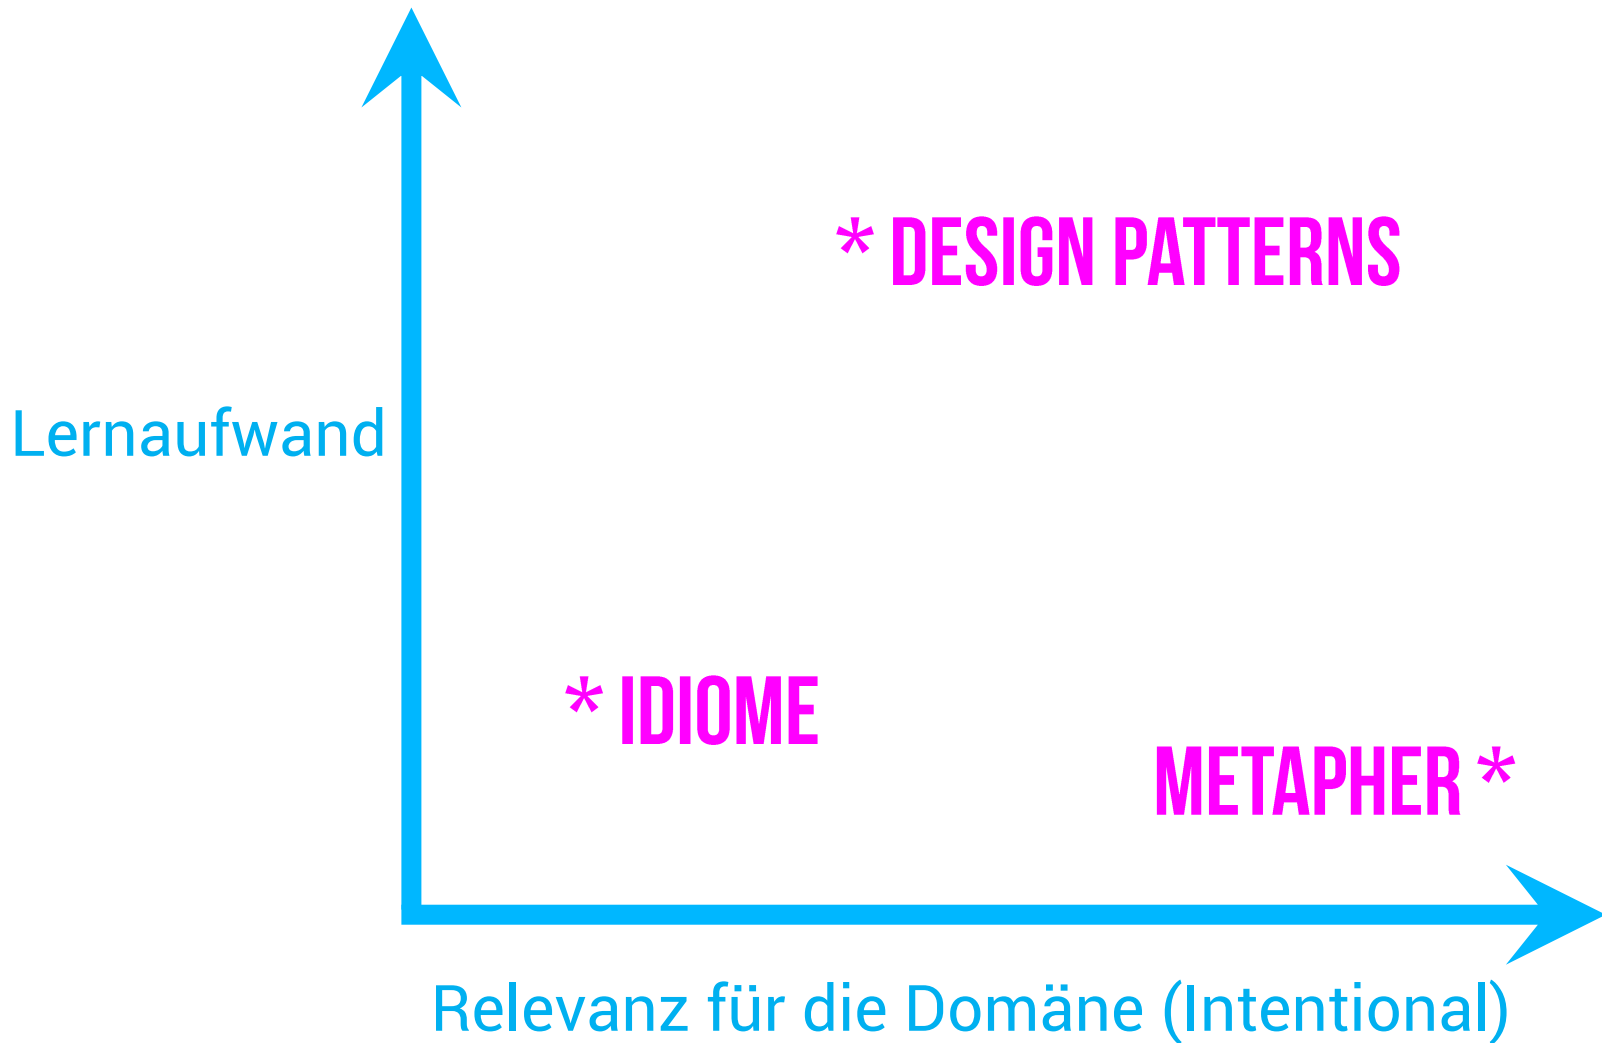 * DESIGN PATTERNS
Lernaufwand
* IDIOME
METAPHER *
Relevanz für die Domäne (Intentional)